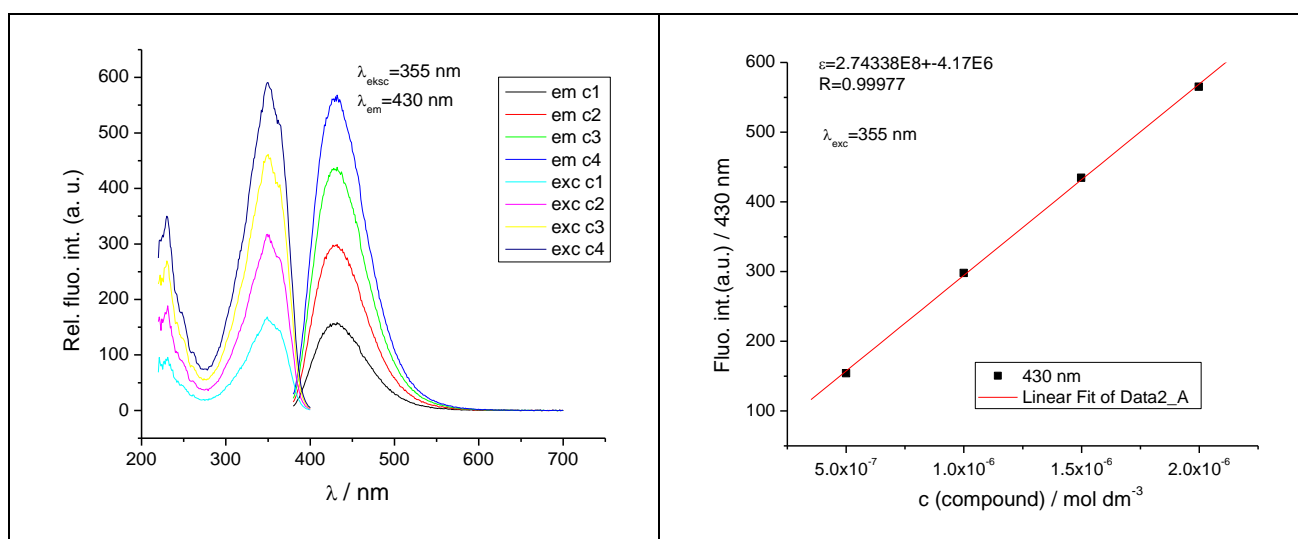 λeksc=355 nm
λem=430 nm
em c1
em c2
em c3
em c4
exc c1
exc c2
exc c3
exc c4
Rel. fluo. int. (a. u.)
600
500
400
300
200
100
0
200 300 400 500 600 700
λ / nm
ε=2.74338E8+-4.17E6
R=0.99977
λexc=355 nm
Fluo. int.(a.u.) / 430 nm
600
500
400
300
200
100
430 nm
Linear Fit of Data2_A
5.0x10⁻⁷ 1.0x10⁻⁶ 1.5x10⁻⁶ 2.0x10⁻⁶
c (compound) / mol dm⁻³